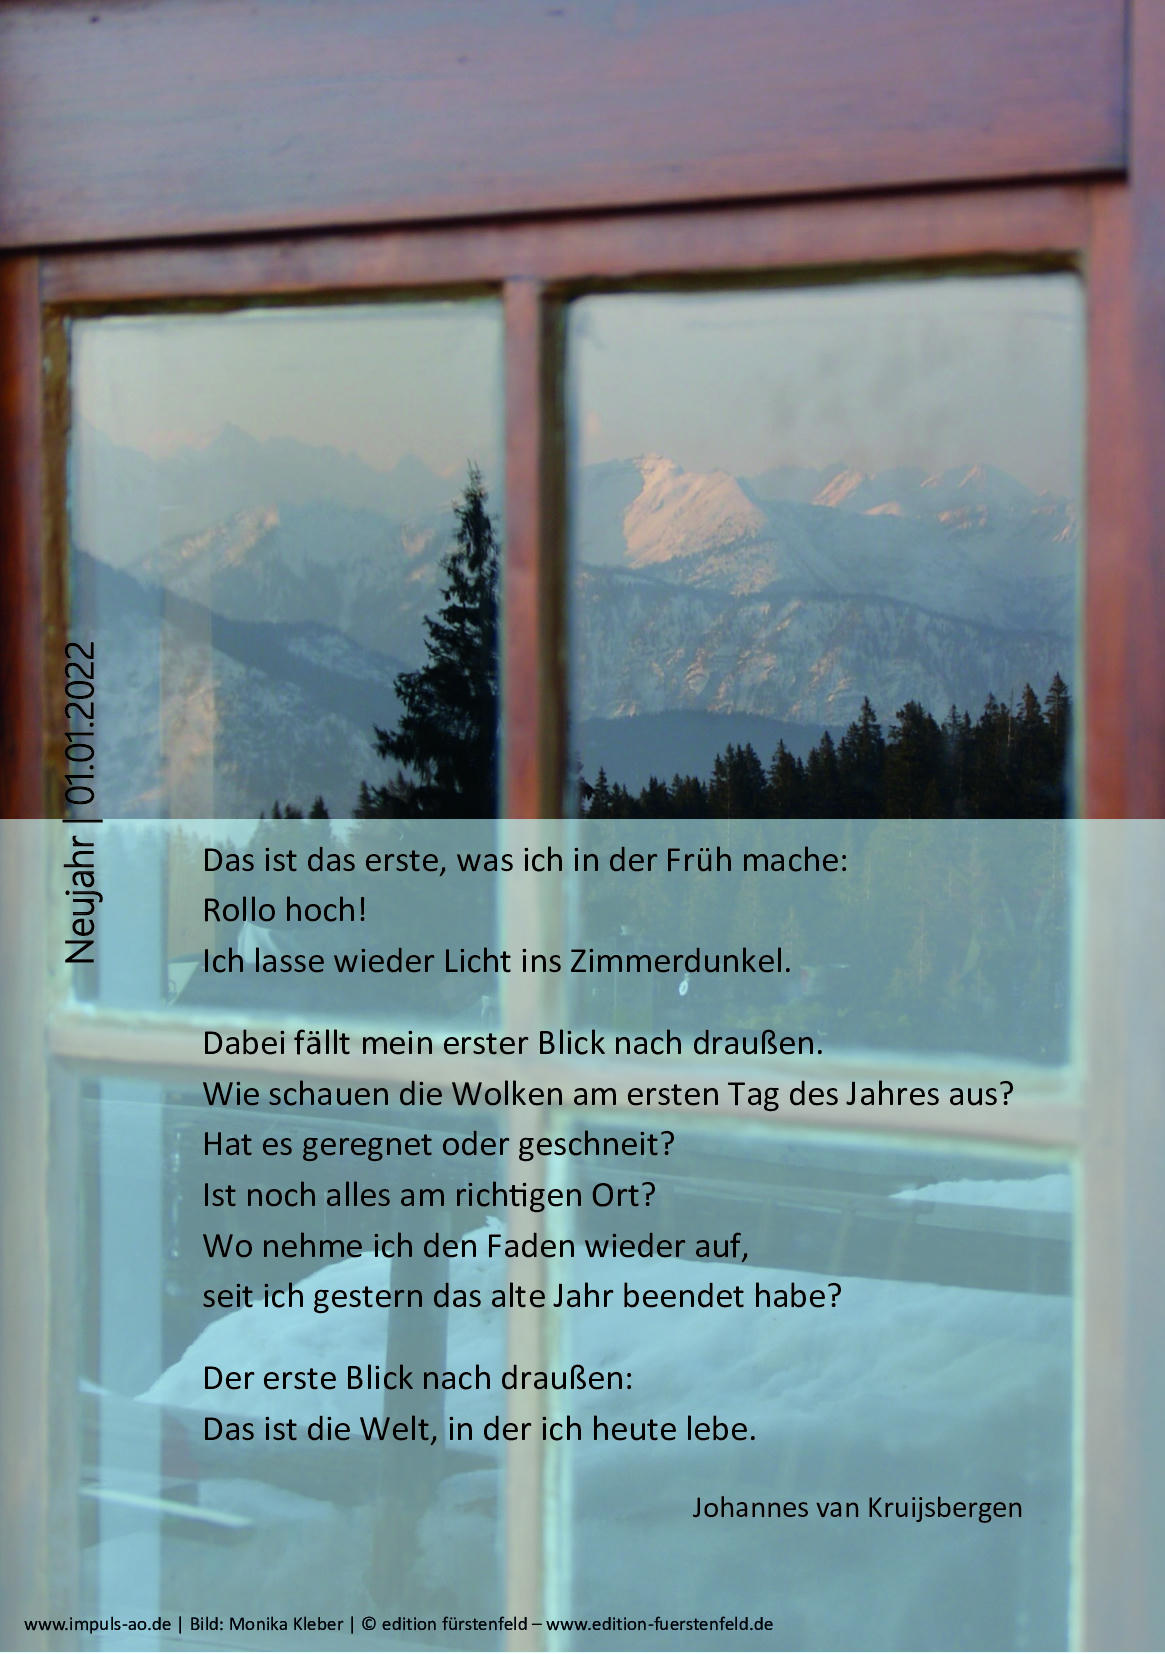 Neujahr | 01.01.2022
Das ist das erste, was ich in der Früh mache:
Rollo hoch!
Ich lasse wieder Licht ins Zimmerdunkel.
Dabei fällt mein erster Blick nach draußen.
Wie schauen die Wolken am ersten Tag des Jahres aus?
Hat es geregnet oder geschneit?
Ist noch alles am richtigen Ort?
Wo nehme ich den Faden wieder auf,
seit ich gestern das alte Jahr beendet habe?
Der erste Blick nach draußen:
Das ist die Welt, in der ich heute lebe.
Johannes van Kruijsbergen
www.impuls-ao.de | Bild: Monika Kleber | © edition fürstenfeld – www.edition-fuerstenfeld.de